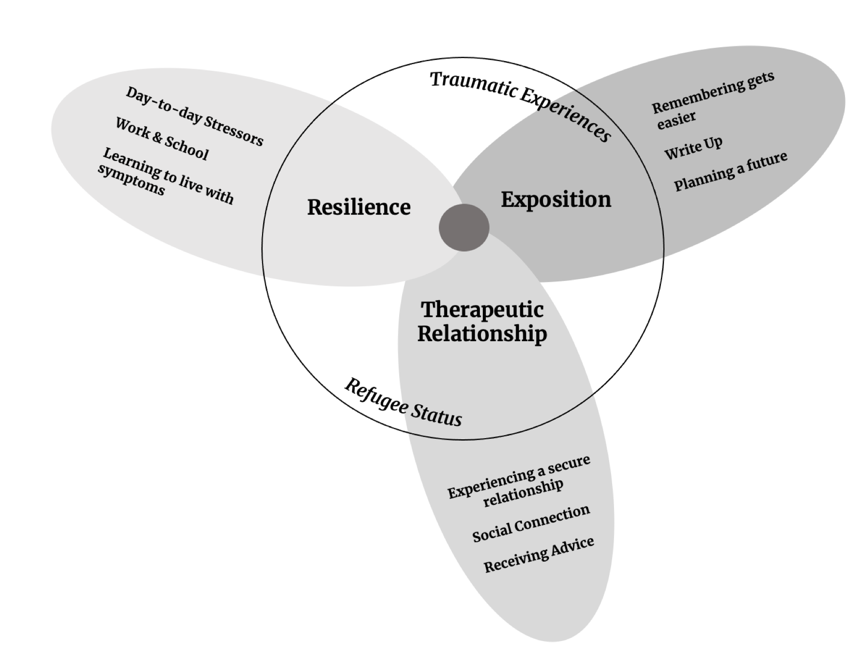 Traumatic Experiences
Day-to-day Stressors
Work & School
Learning to live with
symptoms
Remembering gets
easier
Write Up
Planning a future
Resilience
Exposition
Therapeutic
Relationship
Refugee Status
Experiencing a secure
relationship
Social Connection
Receiving Advice